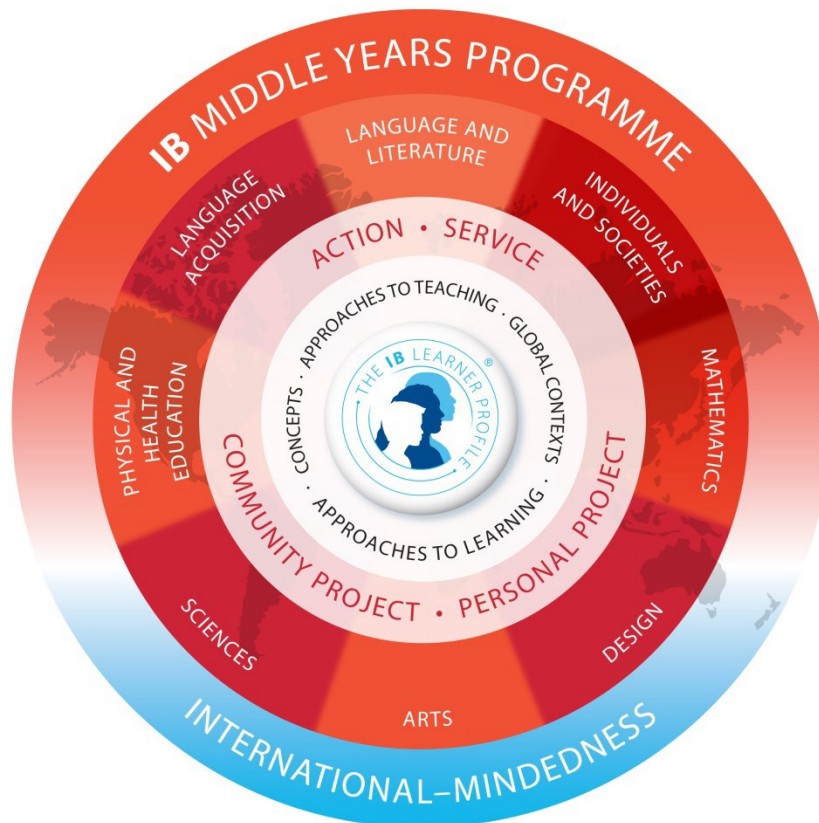 IB MIDDLE YEARS PROGRAMME
LANGUAGE AND
LITERATURE
LANGUAGE
ACQUISITION
INDIVIDUALS
AND SOCIETIES
PHYSICAL AND
HEALTH
EDUCATION
MATHEMATICS
SCIENCES
DESIGN
ARTS
ACTION • SERVICE
COMMUNITY PROJECT • PERSONAL PROJECT
CONCEPTS · APPROACHES TO TEACHING · GLOBAL CONTEXTS ·
· APPROACHES TO LEARNING
• THE IB LEARNER PROFILE • ®
INTERNATIONAL–MINDEDNESS